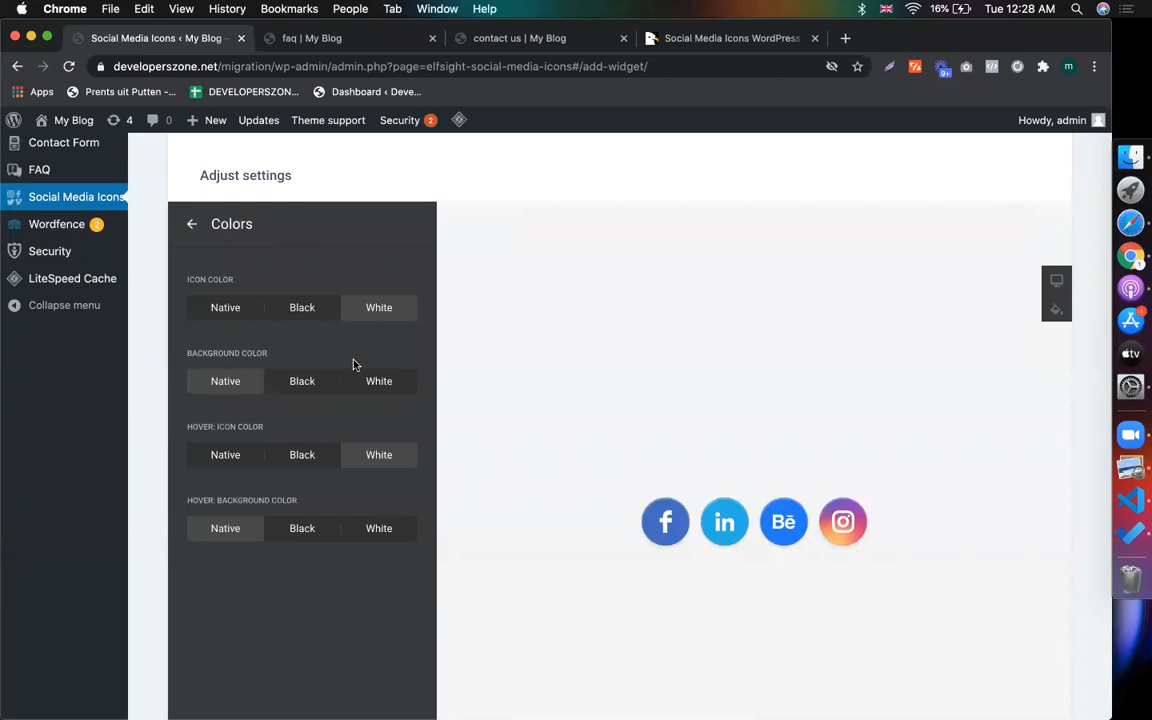 Chrome File Edit View History Bookmarks People Tab Window Help 16% Tue 12:28 AM
Social Media Icons ‹ My Blog – faq | My Blog contact us | My Blog Social Media Icons WordPress
developerszone.net/migration/wp-admin/admin.php?page=elfsight-social-media-icons#/add-widget/ 9+ m
Apps Prents uit Putten -... DEVELOPERSZON... Dashboard ‹ Deve...
My Blog 4 0 New Updates Theme support Security 2 Howdy, admin
Contact Form
FAQ
Social Media Icons
Wordfence 2
Security
LiteSpeed Cache
Collapse menu
Adjust settings
Colors
ICON COLOR
Native Black White
BACKGROUND COLOR
Native Black White
HOVER: ICON COLOR
Native Black White
HOVER: BACKGROUND COLOR
Native Black White
f in Bē
1
1
tv